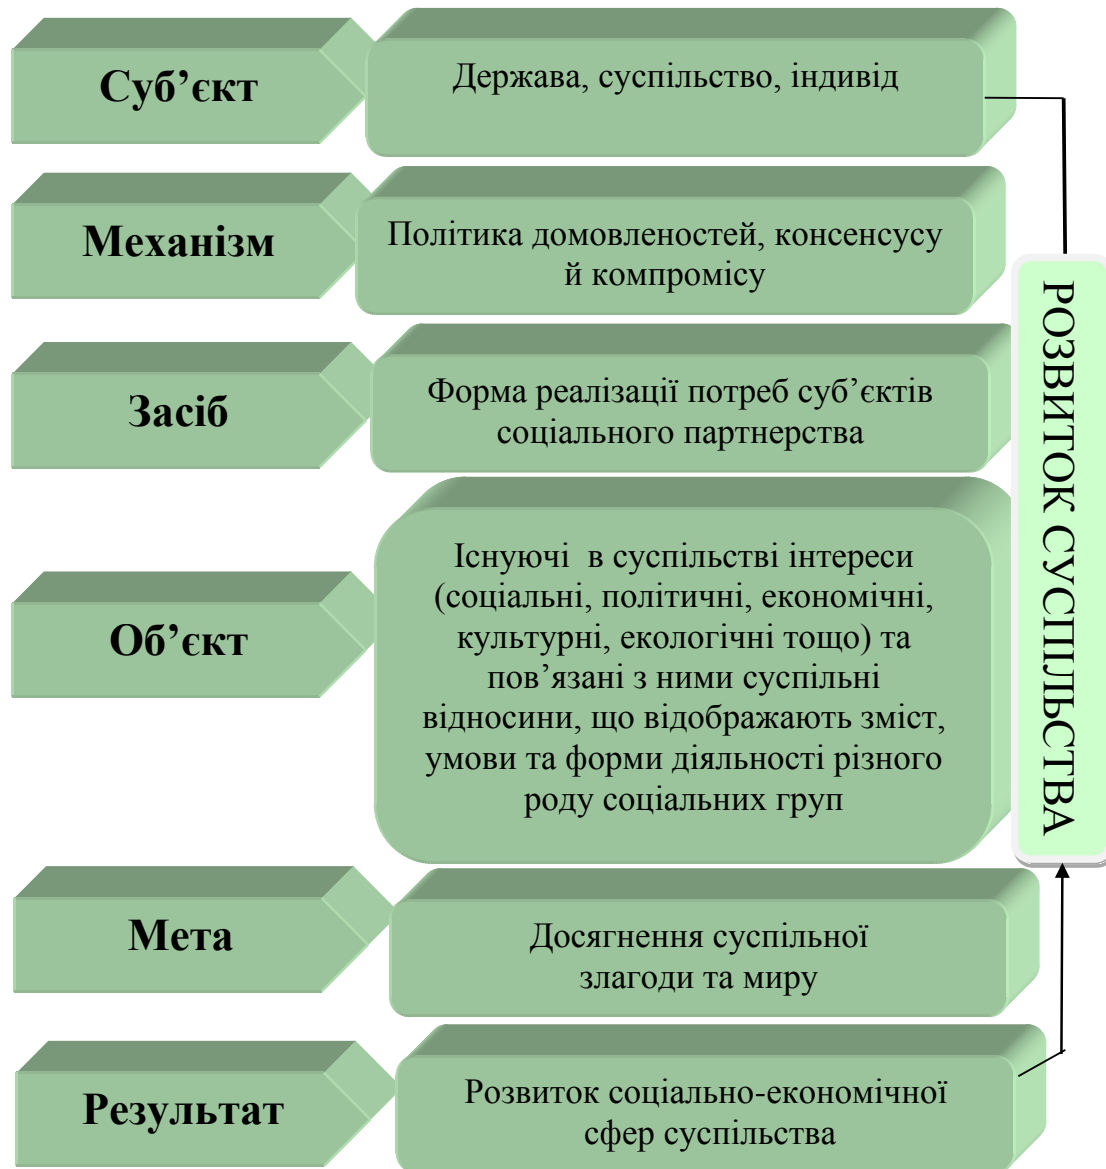 Суб’єкт
Держава, суспільство, індивід
Механізм
Політика домовленостей, консенсусу
й компромісу
Засіб
Форма реалізації потреб суб’єктів
соціального партнерства
Об’єкт
Існуючі в суспільстві інтереси
(соціальні, політичні, економічні,
культурні, екологічні тощо) та
пов’язані з ними суспільні
відносини, що відображають зміст,
умови та форми діяльності різного
роду соціальних груп
Мета
Досягнення суспільної
злагоди та миру
Результат
Розвиток соціально-економічної
сфер суспільства
РОЗВИТОК СУСПІЛЬСТВА